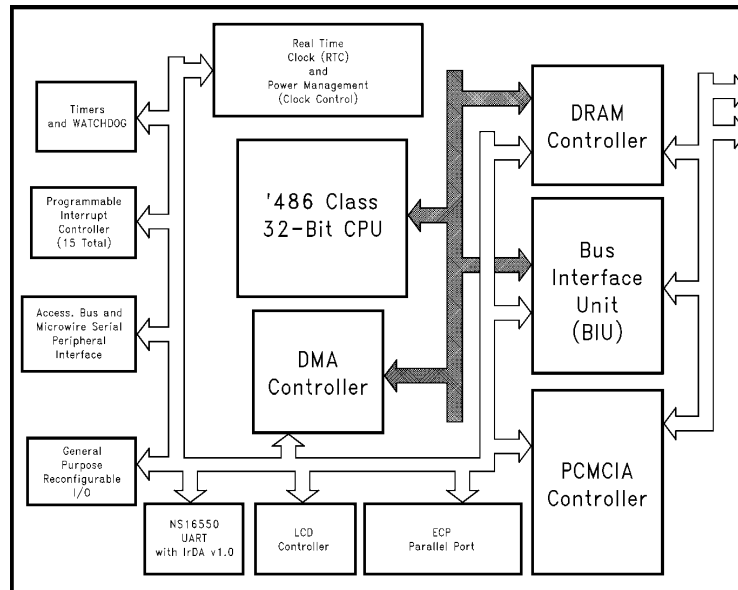 Real Time
Clock (RTC)
and
Power Management
(Clock Control)
Timers
and WATCHDOG
DRAM
Controller
'486 Class
32-Bit CPU
Programmable
Interrupt
Controller
(15 Total)
Bus
Interface
Unit
(BIU)
Access. Bus and
Microwire Serial
Peripheral
Interface
DMA
Controller
General
Purpose
Reconfigurable
I/O
PCMCIA
Controller
NS16550
UART
with IrDA v1.0
LCD
Controller
ECP
Parallel Port